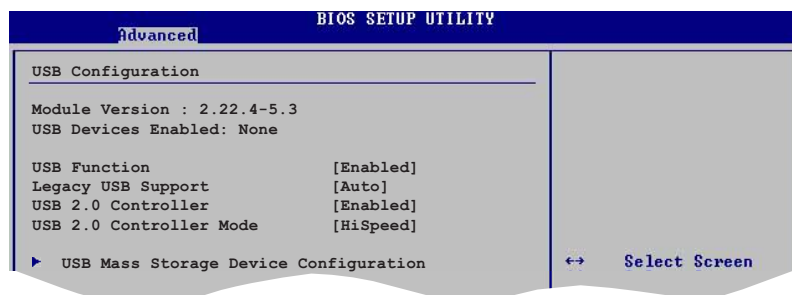 BIOS SETUP UTILITY
Advanced
USB Configuration
Module Version : 2.22.4-5.3
USB Devices Enabled: None
USB Function [Enabled]
Legacy USB Support [Auto]
USB 2.0 Controller [Enabled]
USB 2.0 Controller Mode [HiSpeed]
USB Mass Storage Device Configuration
↔ Select Screen